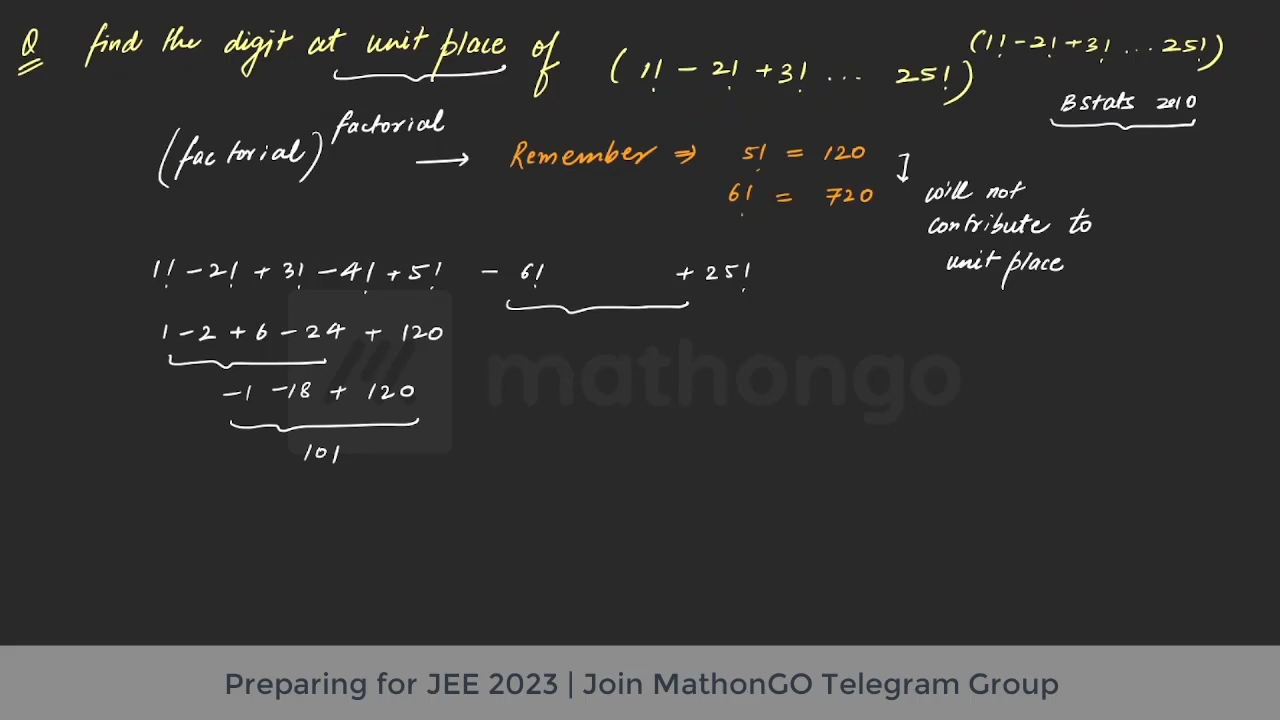 Q find the digit at unit place of (1! - 2! + 3! ... 25!)^(1! - 2! + 3! ... 25!)
BStats 2010
(factorial)^factorial → Remember ⇒ 5! = 120
6! = 720
will not
contribute to
unit place
1! - 2! + 3! - 4! + 5! - 6! + 25!
1 - 2 + 6 - 24 + 120
-1 -18 + 120
101
mathongo
Preparing for JEE 2023 | Join MathonGO Telegram Group